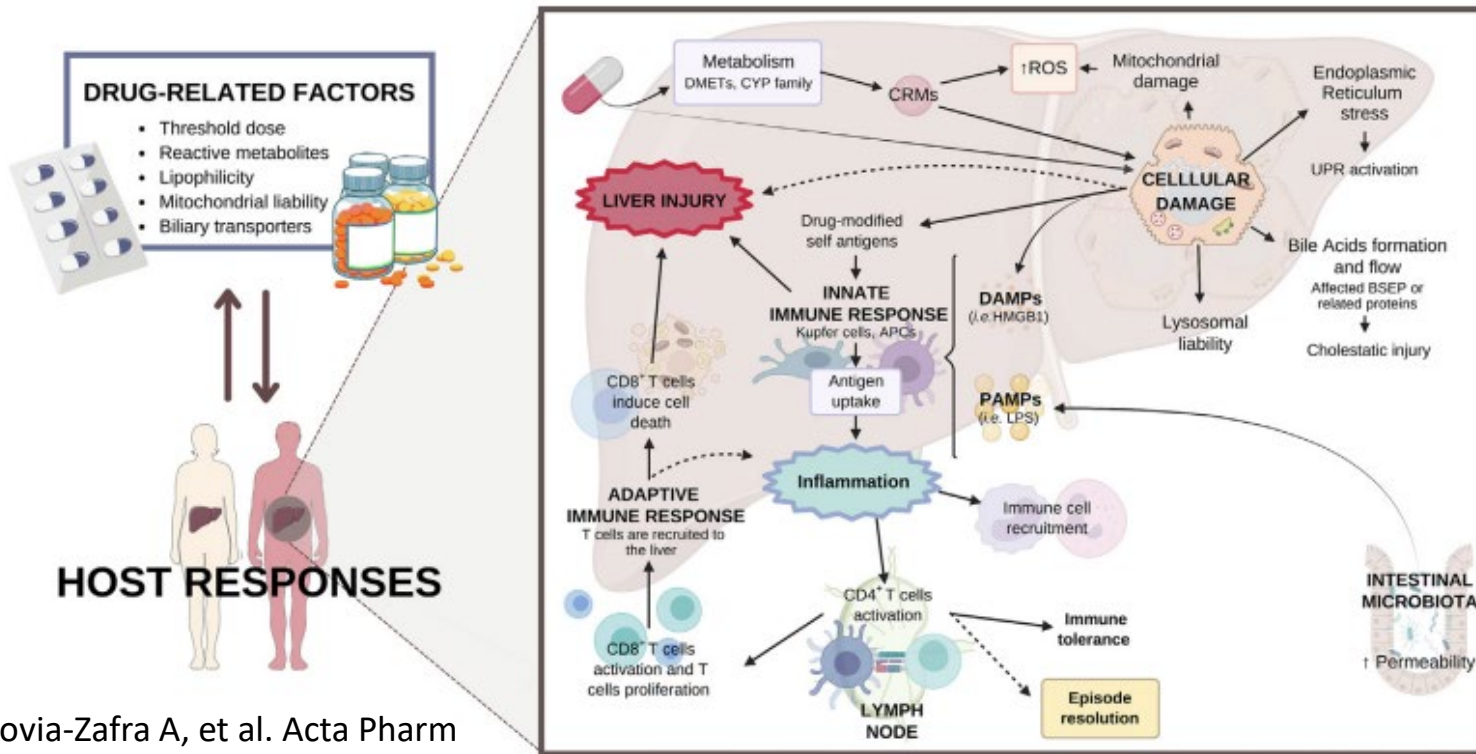 DRUG-RELATED FACTORS
• Threshold dose
• Reactive metabolites
• Lipophilicity
• Mitochondrial liability
• Biliary transporters
HOST RESPONSES
Metabolism
DMETs, CYP family
CRMs
↑ROS
Mitochondrial
damage
Endoplasmic
Reticulum
stress
UPR activation
CELLLULAR
DAMAGE
LIVER INJURY
Drug-modified
self antigens
Bile Acids formation
and flow
Affected BSEP or
related proteins
Cholestatic injury
Lysosomal
liability
INNATE
IMMUNE RESPONSE
Kupfer cells, APCs
DAMPs
(i.e.HMGB1)
Antigen
uptake
PAMPs
(i.e. LPS)
CD8+ T cells
induce cell
death
Inflammation
ADAPTIVE
IMMUNE RESPONSE
T cells are recruited to
the liver
Immune cell
recruitment
CD4+ T cells
activation
Immune
tolerance
CD8+ T cells
activation and T
cells proliferation
LYMPH
NODE
Episode
resolution
INTESTINAL
MICROBIOTA
↑ Permeability
ovia-Zafra A, et al. Acta Pharm